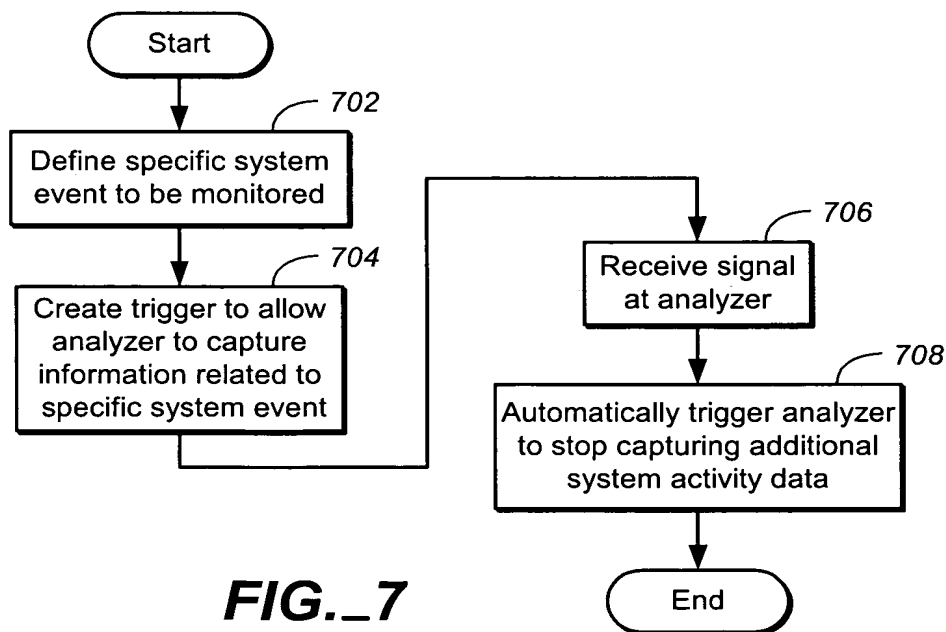 Start
702
Define specific system
event to be monitored
704
Create trigger to allow
analyzer to capture
information related to
specific system event
706
Receive signal
at analyzer
708
Automatically trigger analyzer
to stop capturing additional
system activity data
End
FIG._7